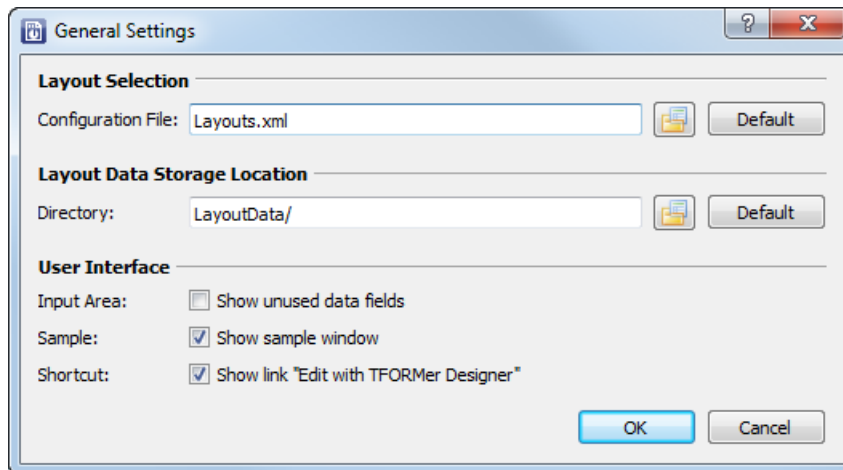 General Settings
Layout Selection
Configuration File: Layouts.xml Default
Layout Data Storage Location
Directory: LayoutData/ Default
User Interface
Input Area: Show unused data fields
Sample: Show sample window
Shortcut: Show link "Edit with TFORMer Designer"
OK Cancel